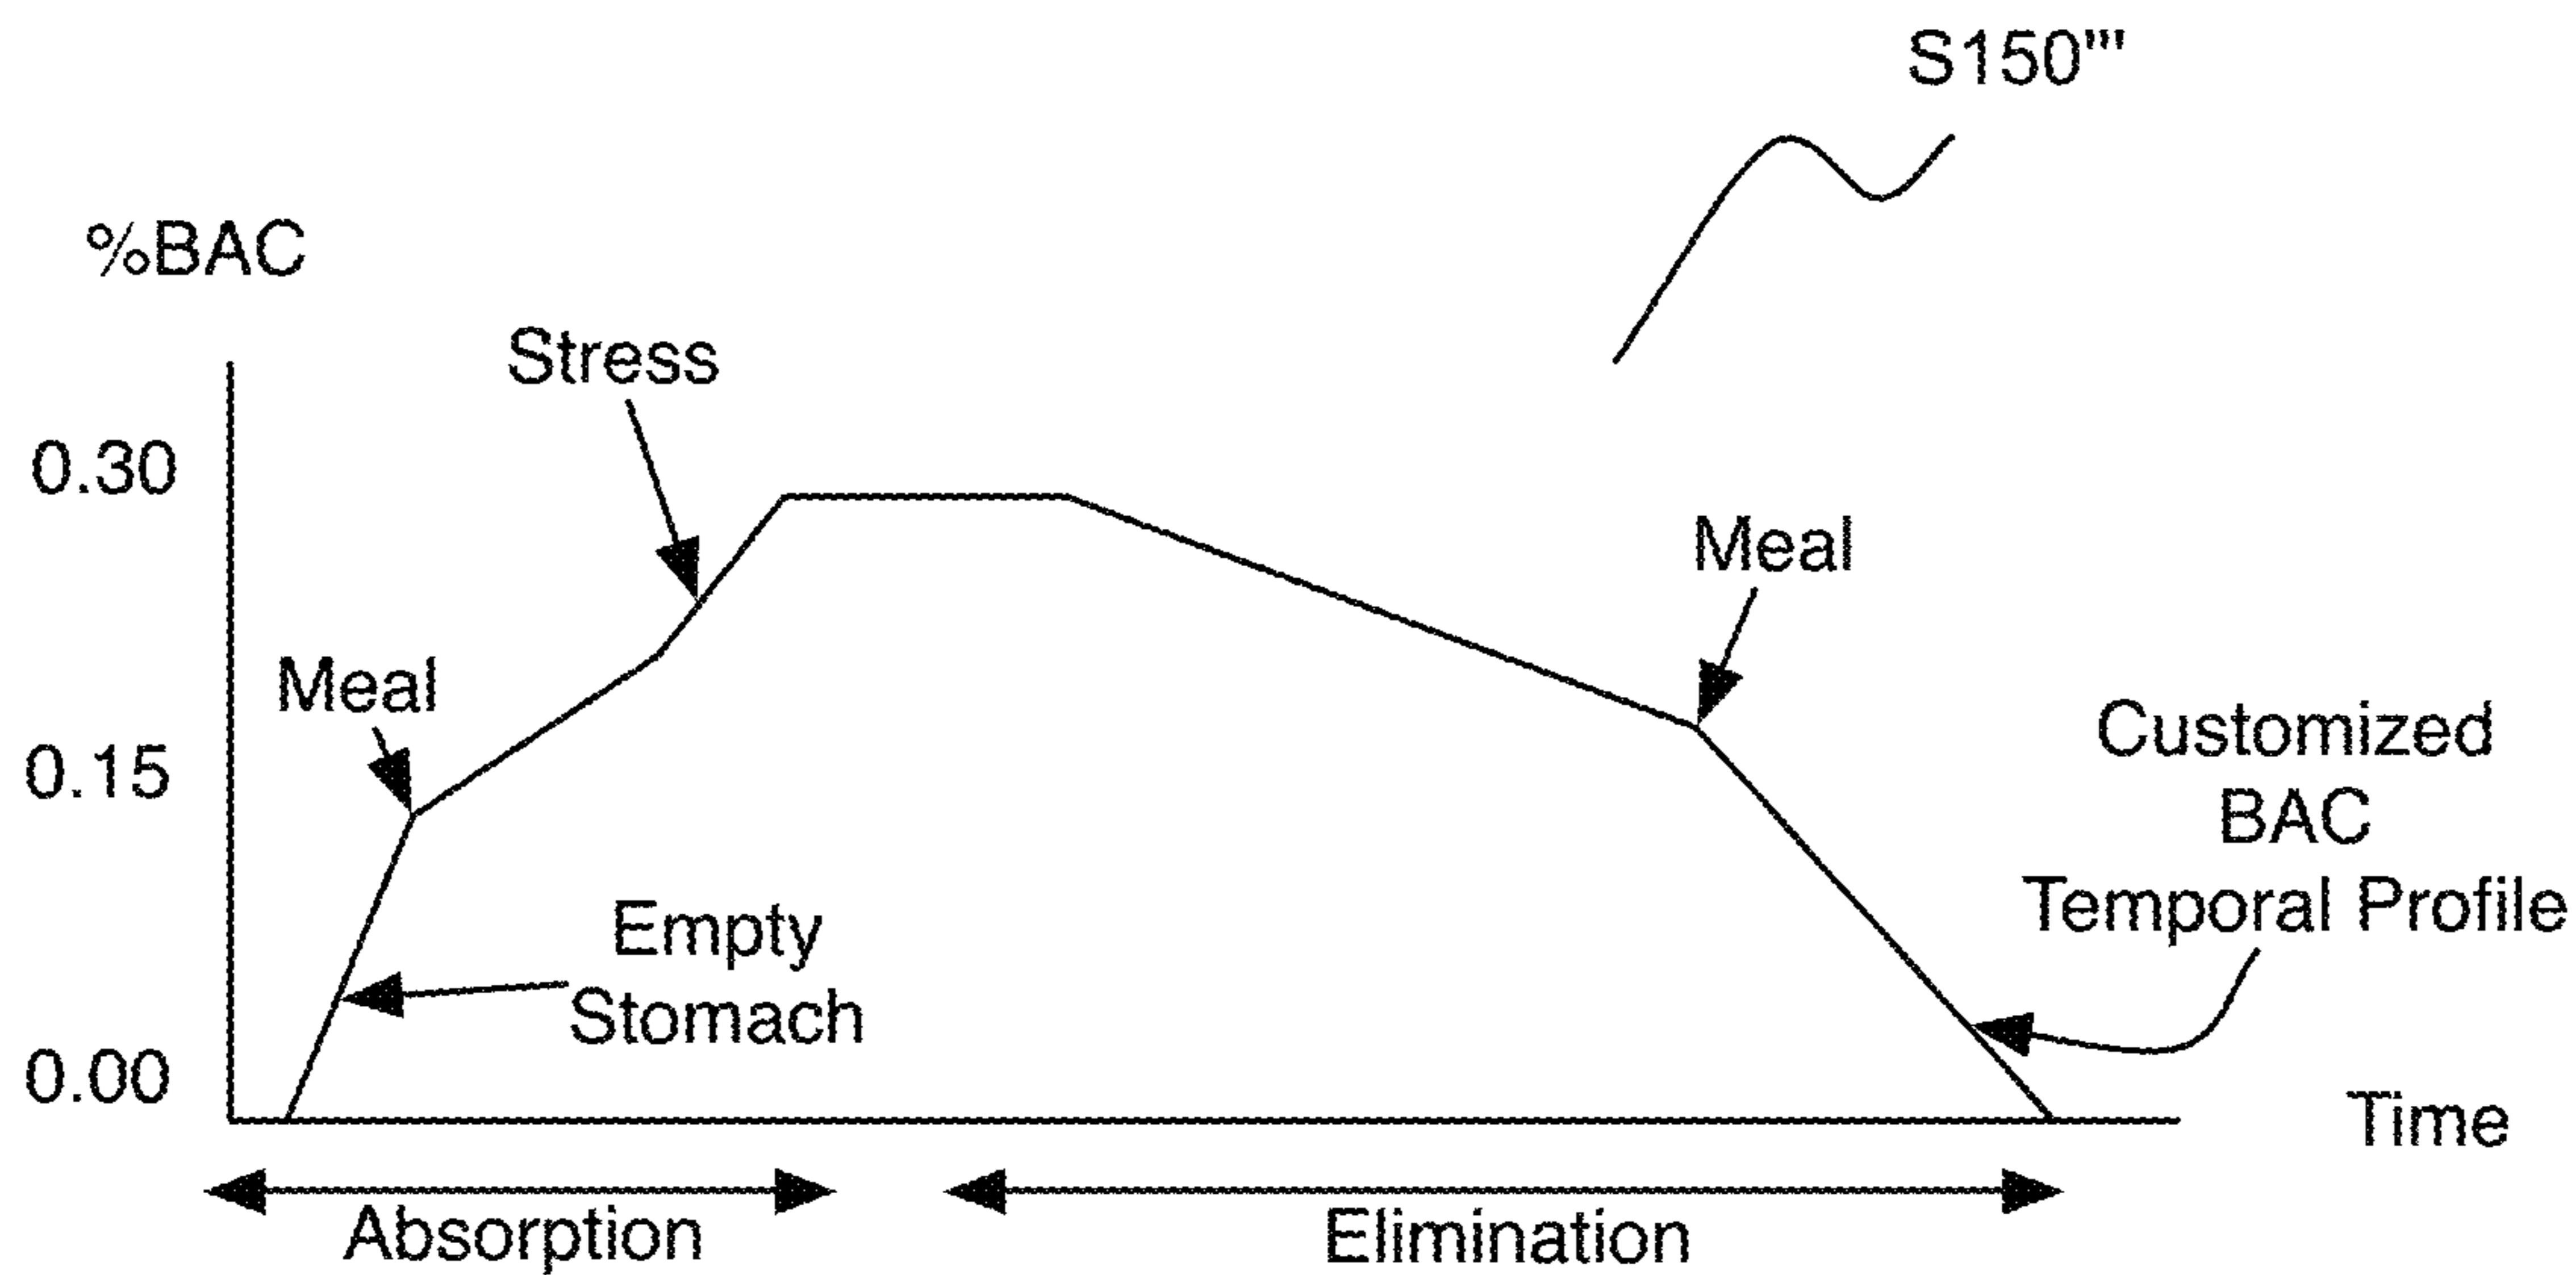 S150'''
%BAC
Stress
0.30
Meal
Meal
0.15
Customized
BAC
Temporal Profile
Empty
Stomach
0.00
Time
Absorption
Elimination